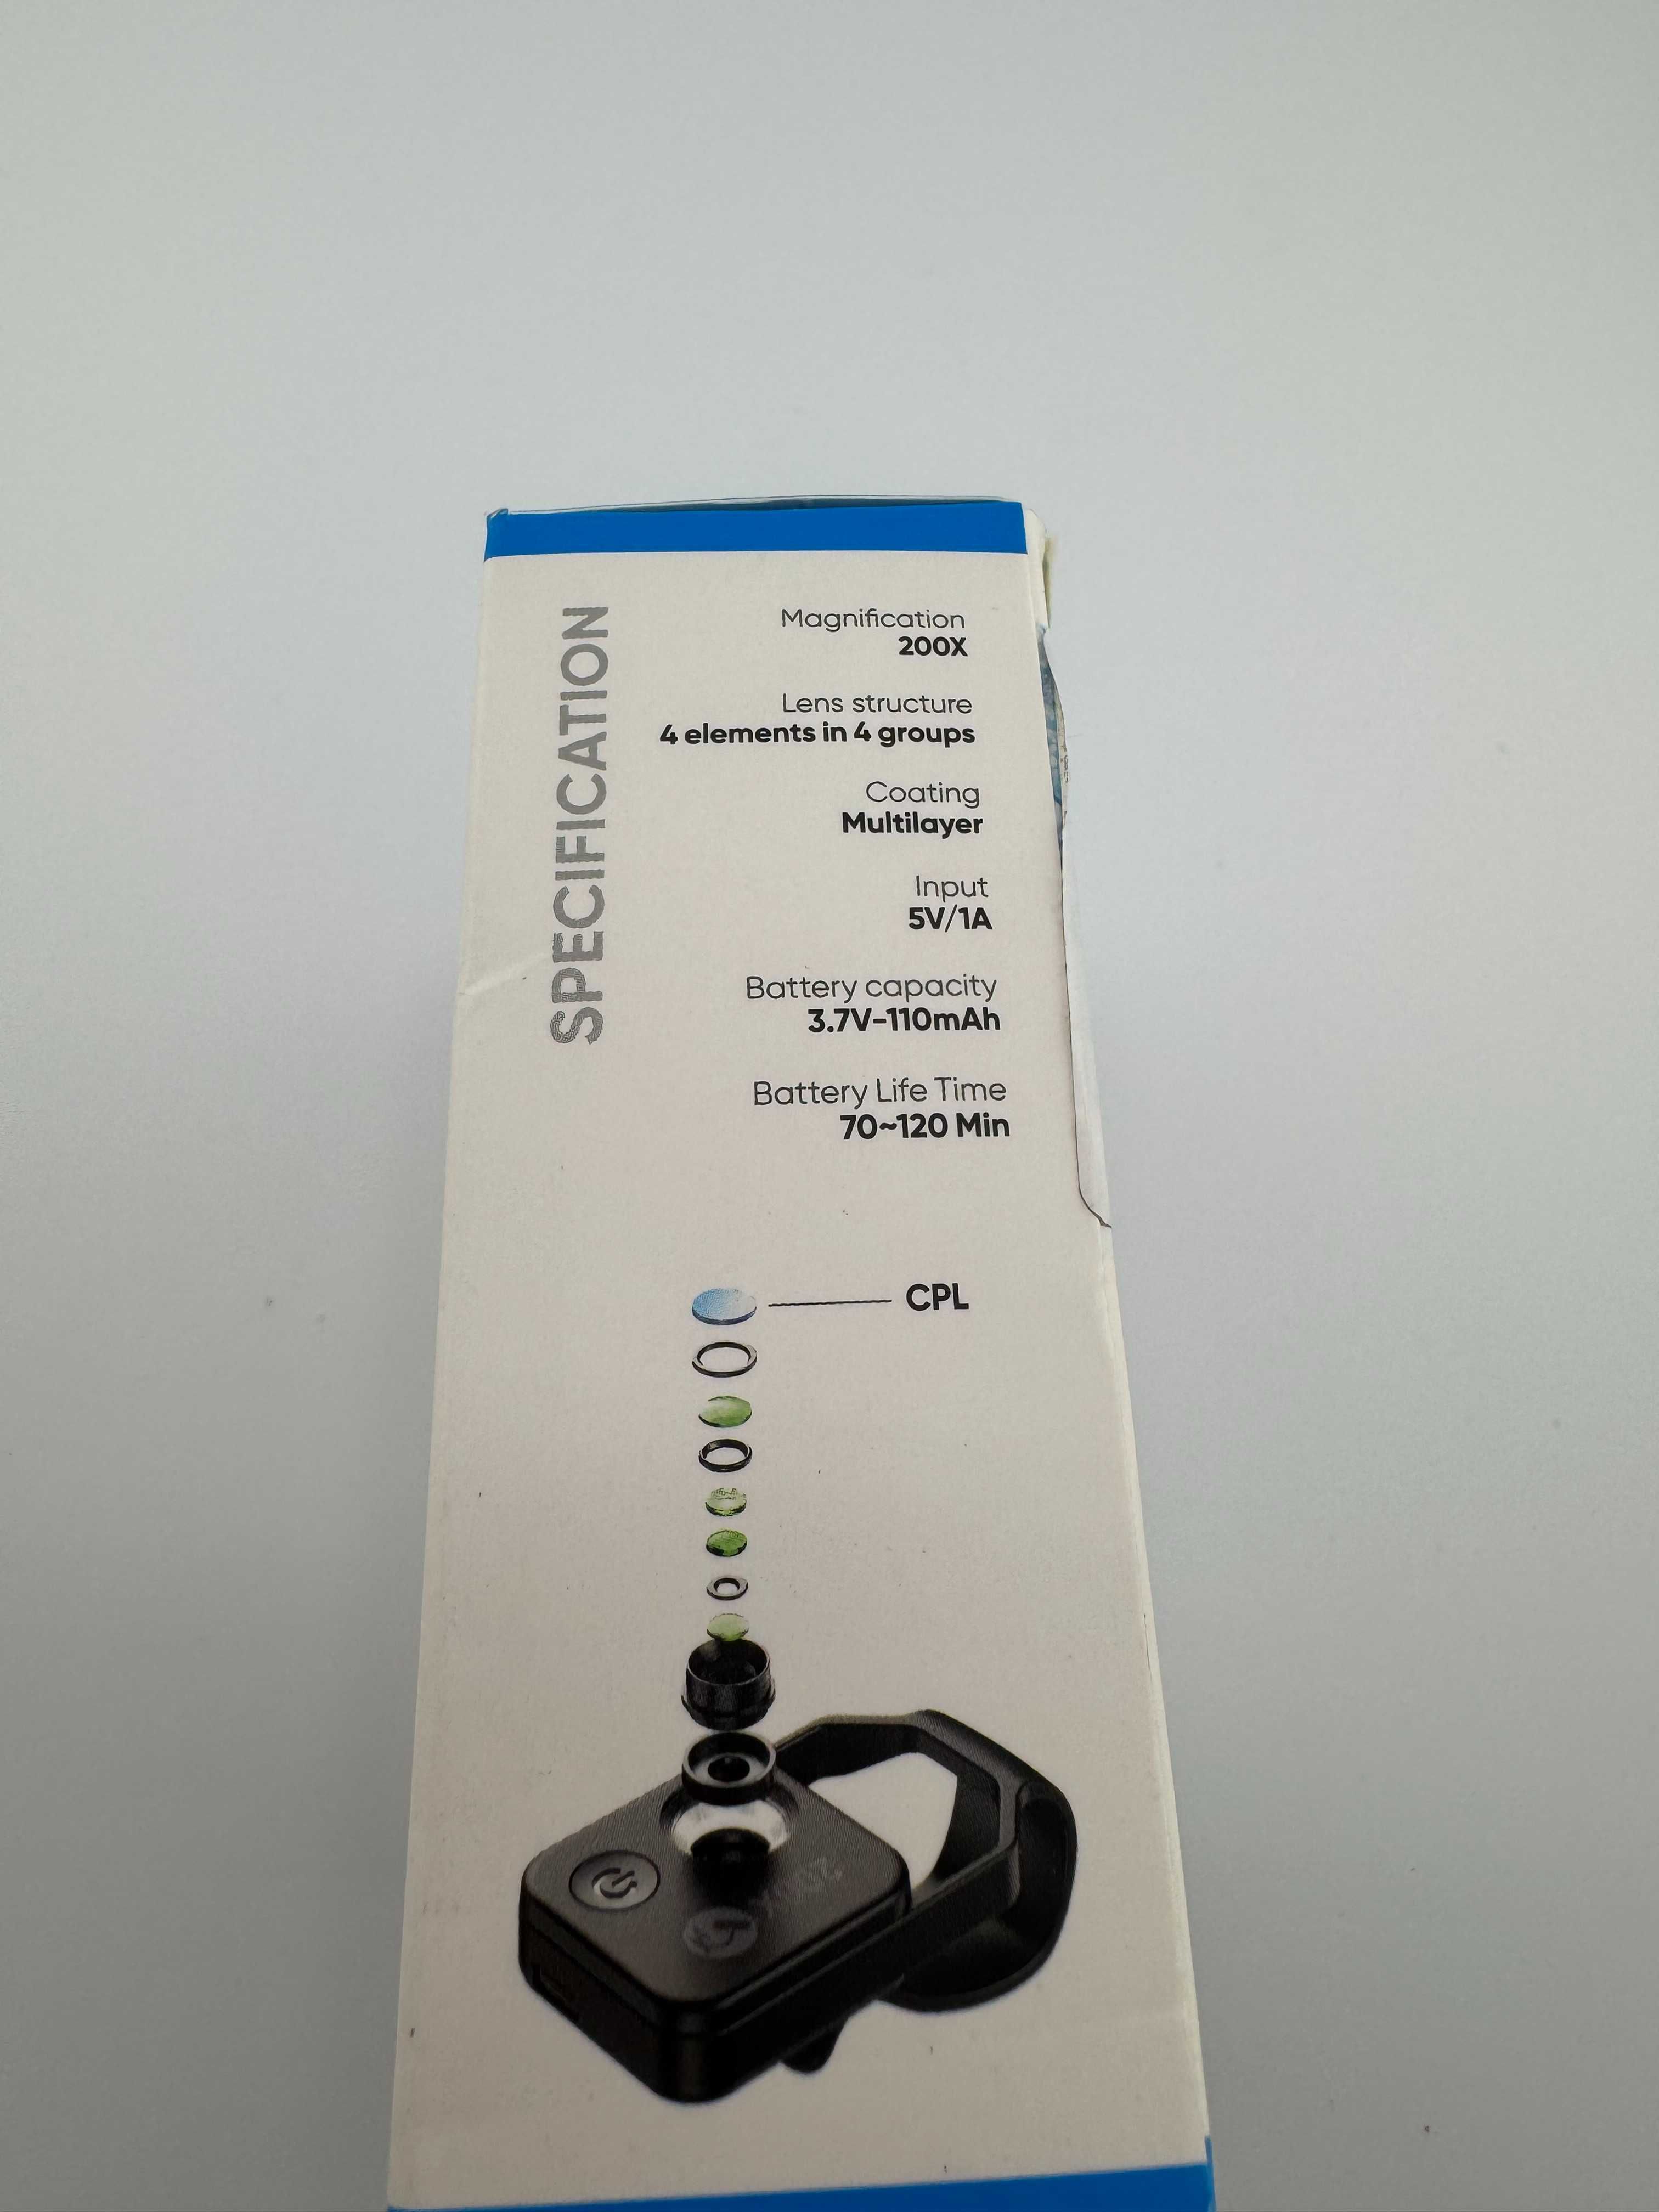 SPECIFICATION
Magnification
200X
Lens structure
4 elements in 4 groups
Coating
Multilayer
Input
5V/1A
Battery capacity
3.7V-110mAh
Battery Life Time
70~120 Min
CPL